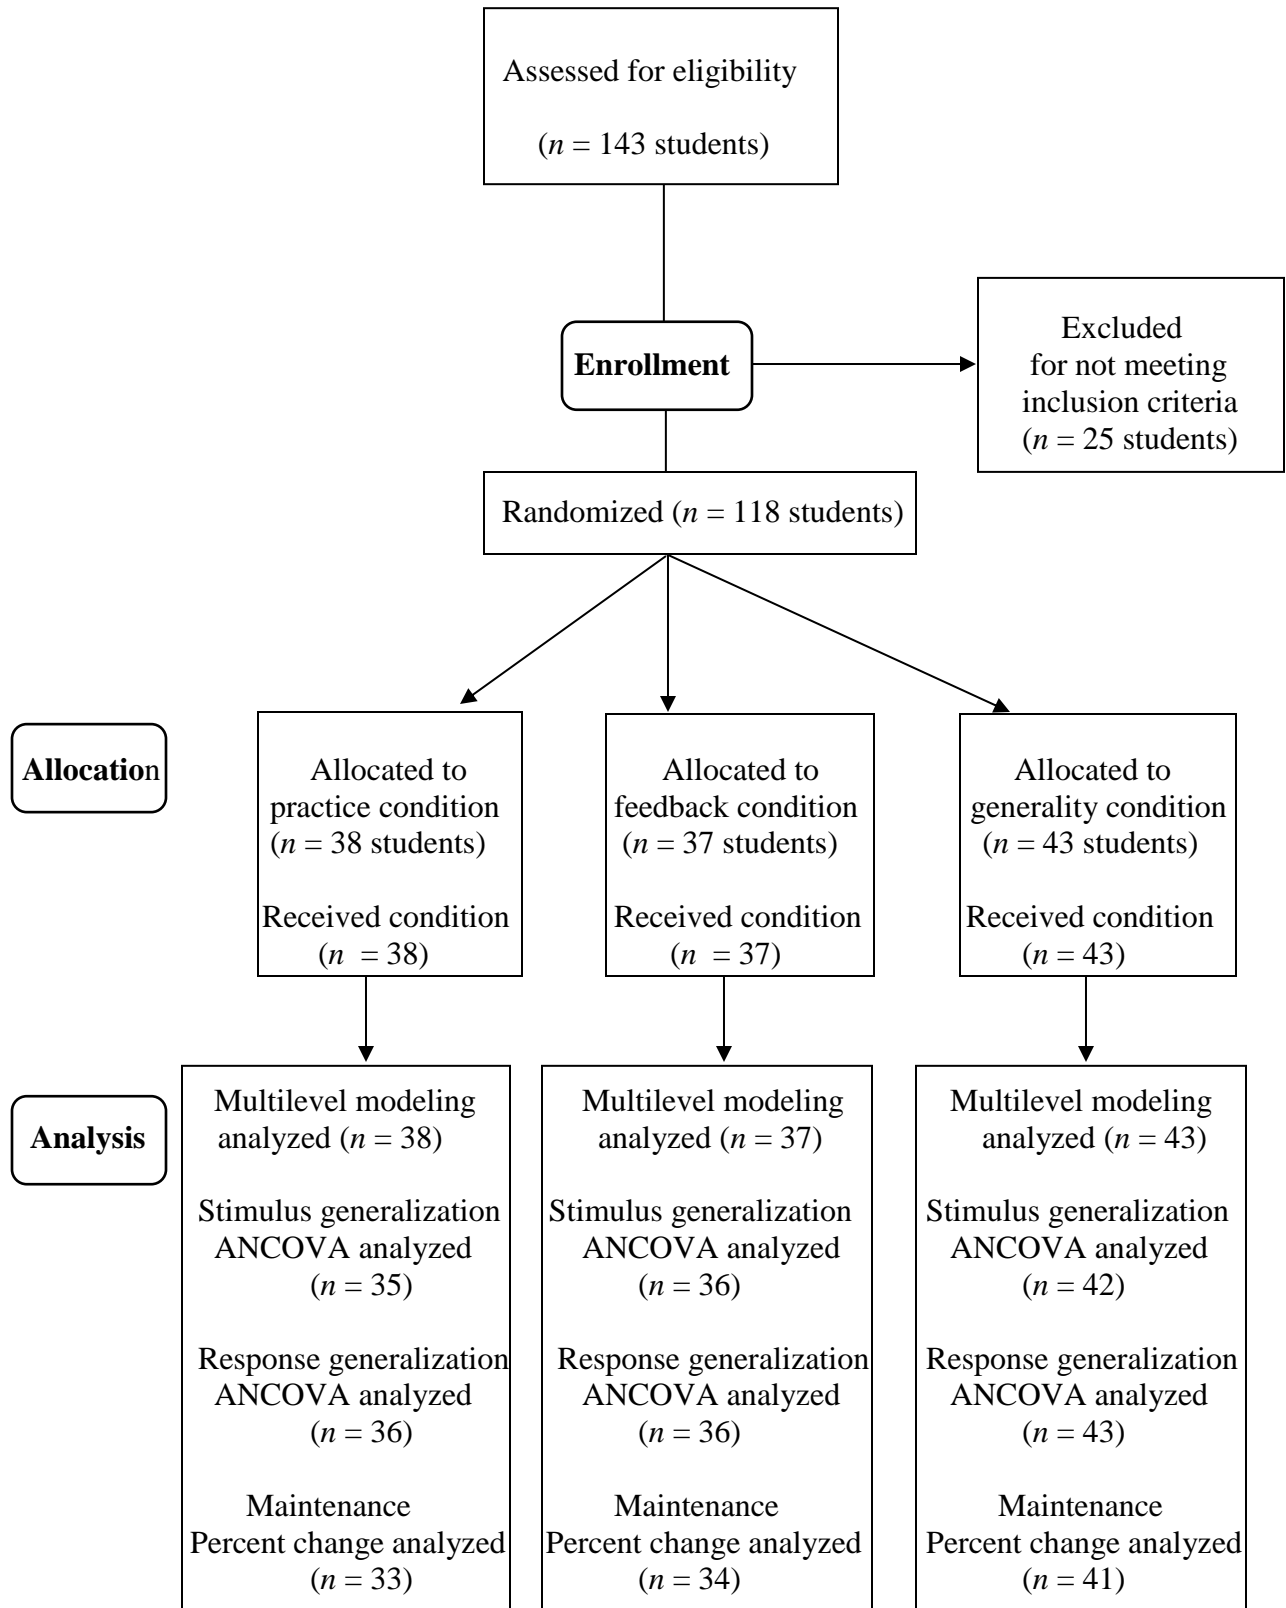 Assessed for eligibility
(n = 143 students)
Enrollment
Excluded
for not meeting
inclusion criteria
(n = 25 students)
Randomized (n = 118 students)
Allocation
Allocated to
practice condition
(n = 38 students)
Received condition
(n = 38)
Allocated to
feedback condition
(n = 37 students)
Received condition
(n = 37)
Allocated to
generality condition
(n = 43 students)
Received condition
(n = 43)
Analysis
Multilevel modeling
analyzed (n = 38)
Stimulus generalization
ANCOVA analyzed
(n = 35)
Response generalization
ANCOVA analyzed
(n = 36)
Maintenance
Percent change analyzed
(n = 33)
Multilevel modeling
analyzed (n = 37)
Stimulus generalization
ANCOVA analyzed
(n = 36)
Response generalization
ANCOVA analyzed
(n = 36)
Maintenance
Percent change analyzed
(n = 34)
Multilevel modeling
analyzed (n = 43)
Stimulus generalization
ANCOVA analyzed
(n = 42)
Response generalization
ANCOVA analyzed
(n = 43)
Maintenance
Percent change analyzed
(n = 41)